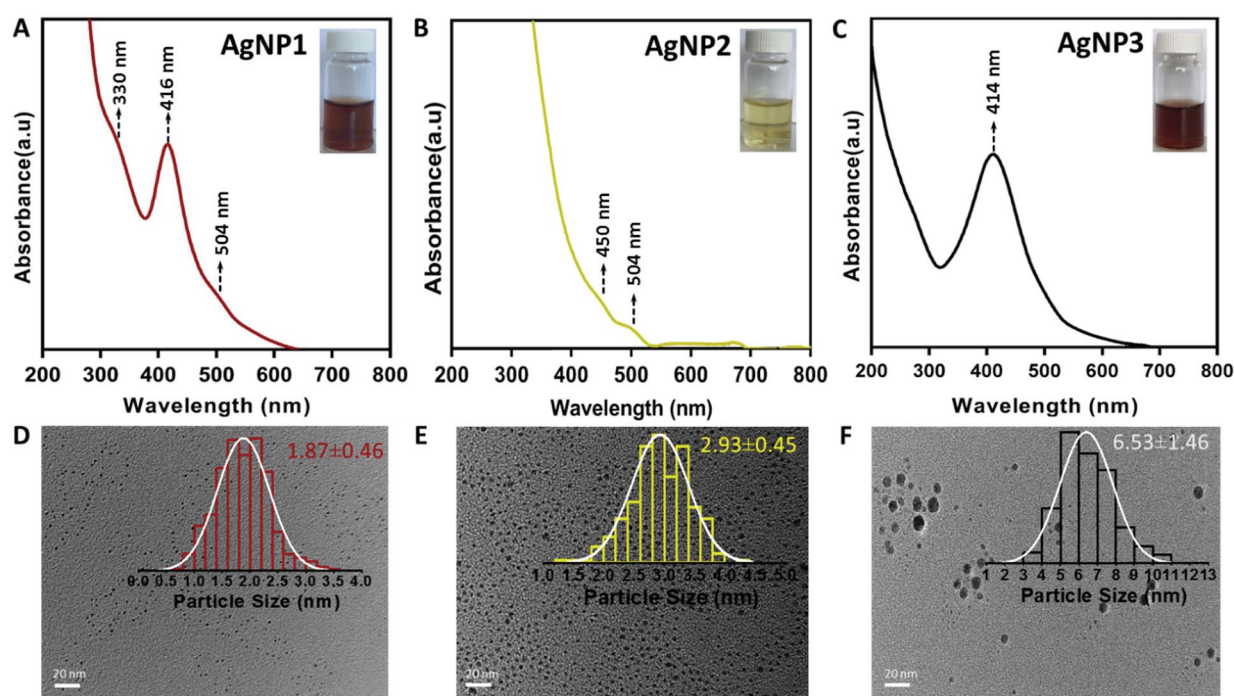 A
AgNP1
330 nm
416 nm
504 nm
Absorbance(a.u)
200 300 400 500 600 700 800
Wavelength (nm)
B
AgNP2
450 nm
504 nm
Absorbance(a.u)
200 300 400 500 600 700 800
Wavelength (nm)
C
AgNP3
414 nm
Absorbance(a.u)
200 300 400 500 600 700 800
Wavelength (nm)
D
1.87±0.46
0.0 0.5 1.0 1.5 2.0 2.5 3.0 3.5 4.0
Particle Size (nm)
20 nm
E
2.93±0.45
1.0 1.5 2.0 2.5 3.0 3.5 4.0 4.5 5.0
Particle Size (nm)
20 nm
F
6.53±1.46
1 2 3 4 5 6 7 8 9 10 11 12 13
Particle Size (nm)
20 nm